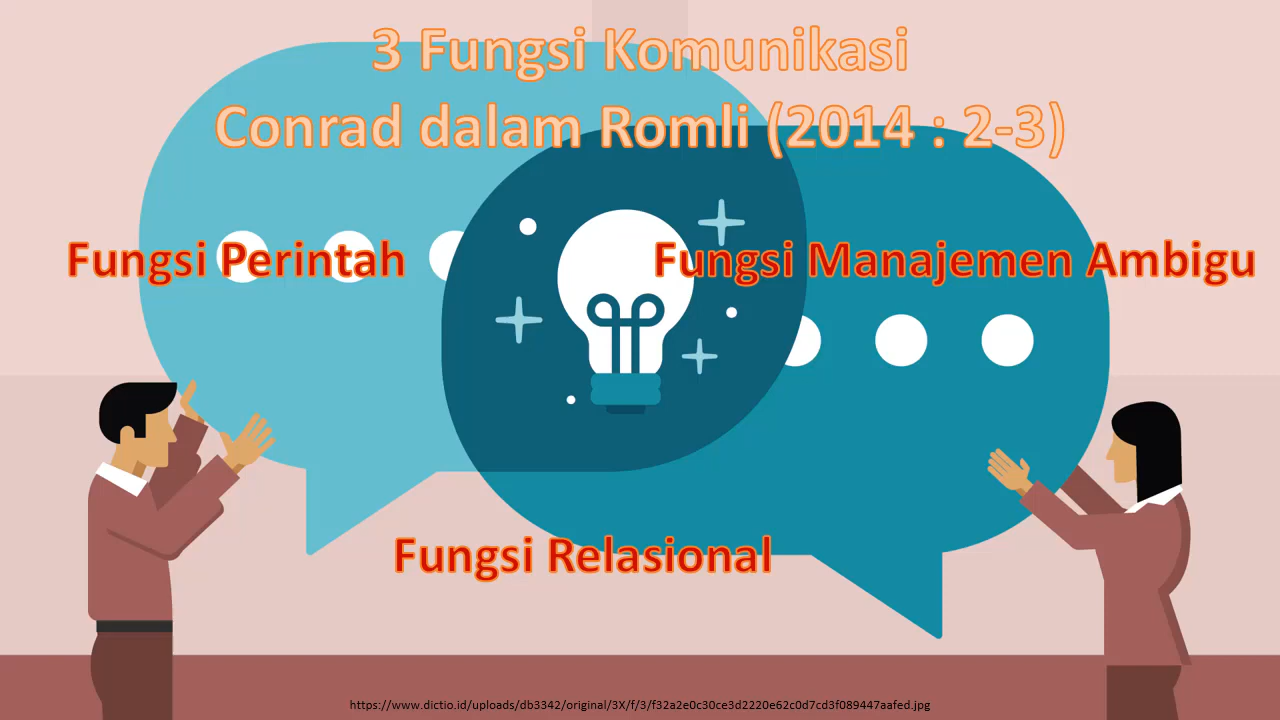 3 Fungsi Komunikasi
Conrad dalam Romli (2014 : 2-3)
Fungsi Perintah
Fungsi Manajemen Ambigu
Fungsi Relasional
https://www.dictio.id/uploads/db3342/original/3X/f/3/f32a2e0c30ce3d2220e62c0d7cd3f089447aafed.jpg